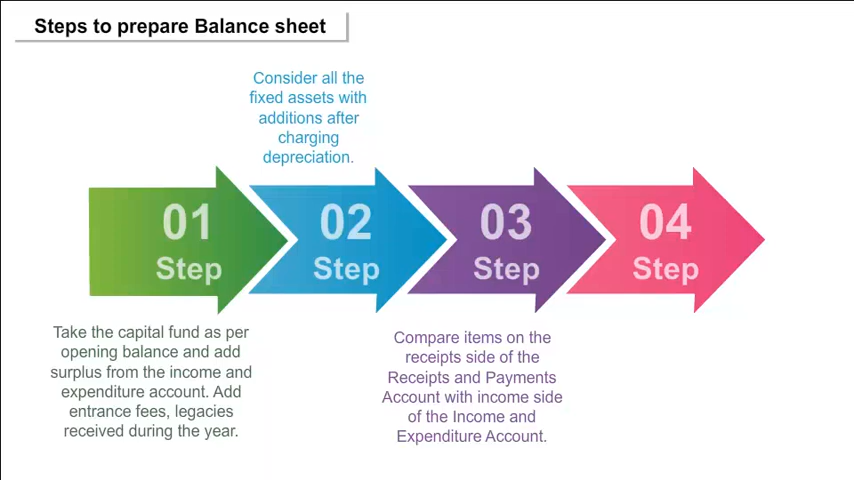 Steps to prepare Balance sheet
Consider all the
fixed assets with
additions after
charging
depreciation.
01
Step
02
Step
03
Step
04
Step
Take the capital fund as per
opening balance and add
surplus from the income and
expenditure account. Add
entrance fees, legacies
received during the year.
Compare items on the
receipts side of the
Receipts and Payments
Account with income side
of the Income and
Expenditure Account.